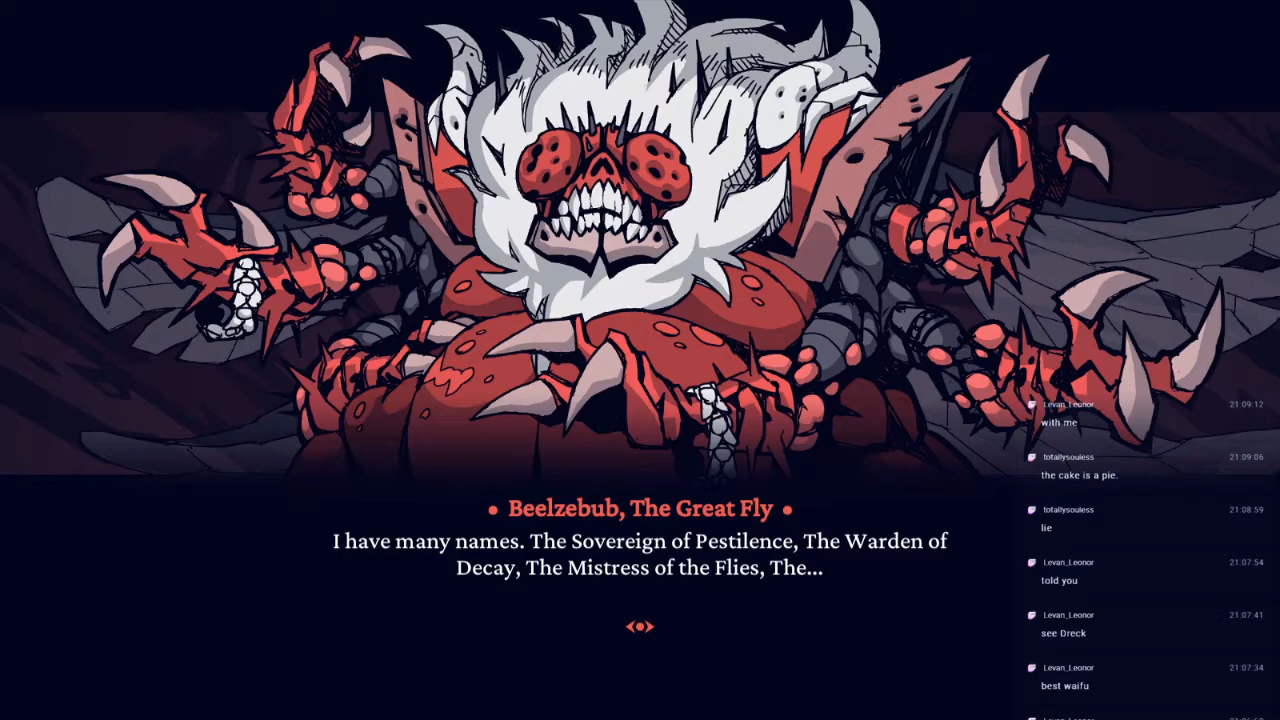 • Beelzebub, The Great Fly •
I have many names. The Sovereign of Pestilence, The Warden of
Decay, The Mistress of the Flies, The...
Levan_Leonor 21:09:12
with me
totallysouless 21:09:06
the cake is a pie.
totallysouless 21:08:59
lie
Levan_Leonor 21:07:54
told you
Levan_Leonor 21:07:41
see Dreck
Levan_Leonor 21:07:34
best waifu